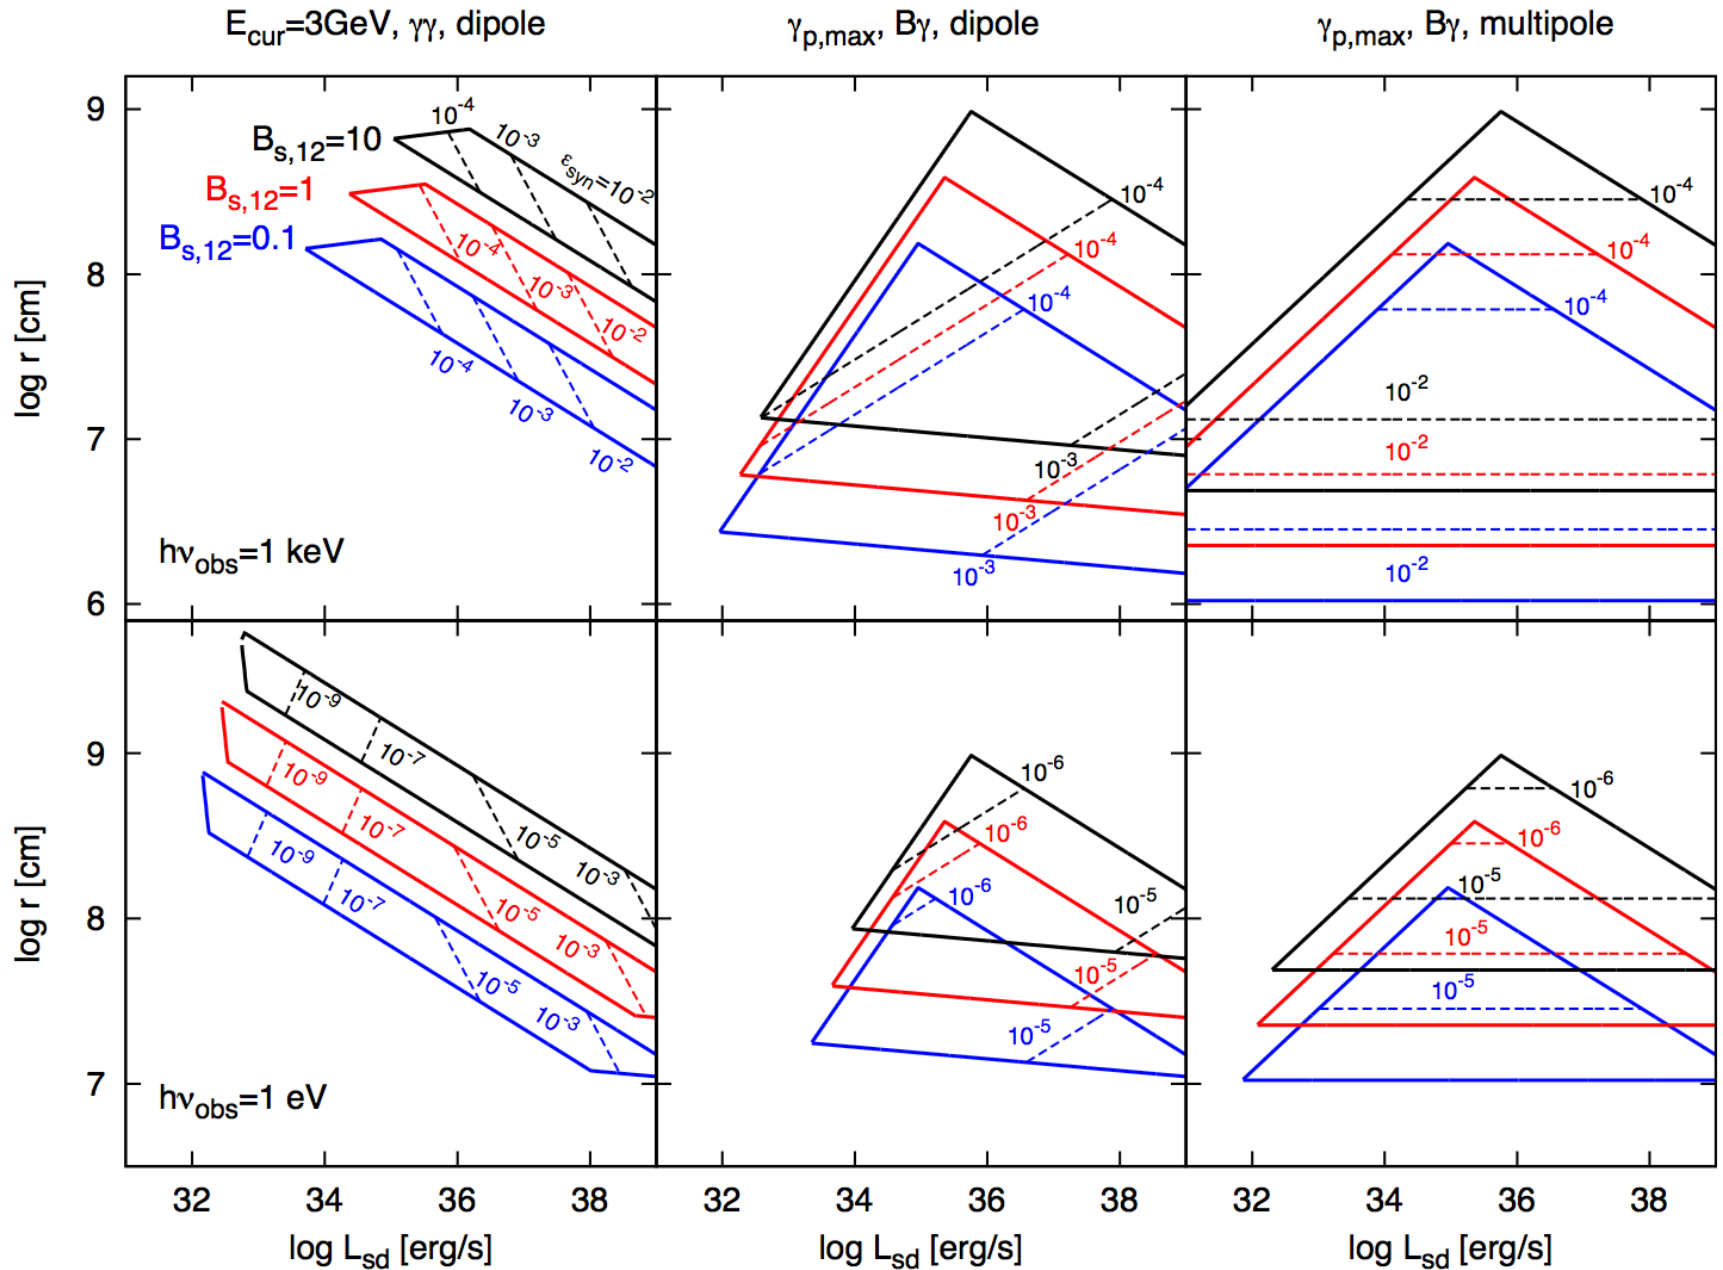 E_cur=3GeV, γγ, dipole
γ_p,max, Bγ, dipole
γ_p,max, Bγ, multipole
log r [cm]
9
8
7
6
B_s,12=10
B_s,12=1
B_s,12=0.1
10^-4
10^-3
ε_syn=10^-2
10^-4
10^-3
10^-2
10^-4
10^-3
10^-2
hν_obs=1 keV
10^-4
10^-4
10^-4
10^-3
10^-3
10^-3
10^-4
10^-4
10^-4
10^-2
10^-2
10^-2
log r [cm]
9
8
7
10^-9
10^-7
10^-5
10^-3
10^-9
10^-7
10^-5
10^-3
10^-9
10^-7
10^-5
10^-3
hν_obs=1 eV
10^-6
10^-6
10^-6
10^-5
10^-5
10^-5
10^-6
10^-6
10^-5
10^-5
10^-5
32 34 36 38
32 34 36 38
32 34 36 38
log L_sd [erg/s]
log L_sd [erg/s]
log L_sd [erg/s]